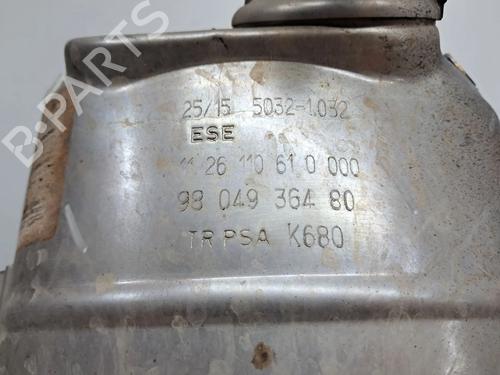 B-PARTS
25/15 5032-1.032
ESE
11 26 110 61 0 000
98 049 364 80
TR PSA K680